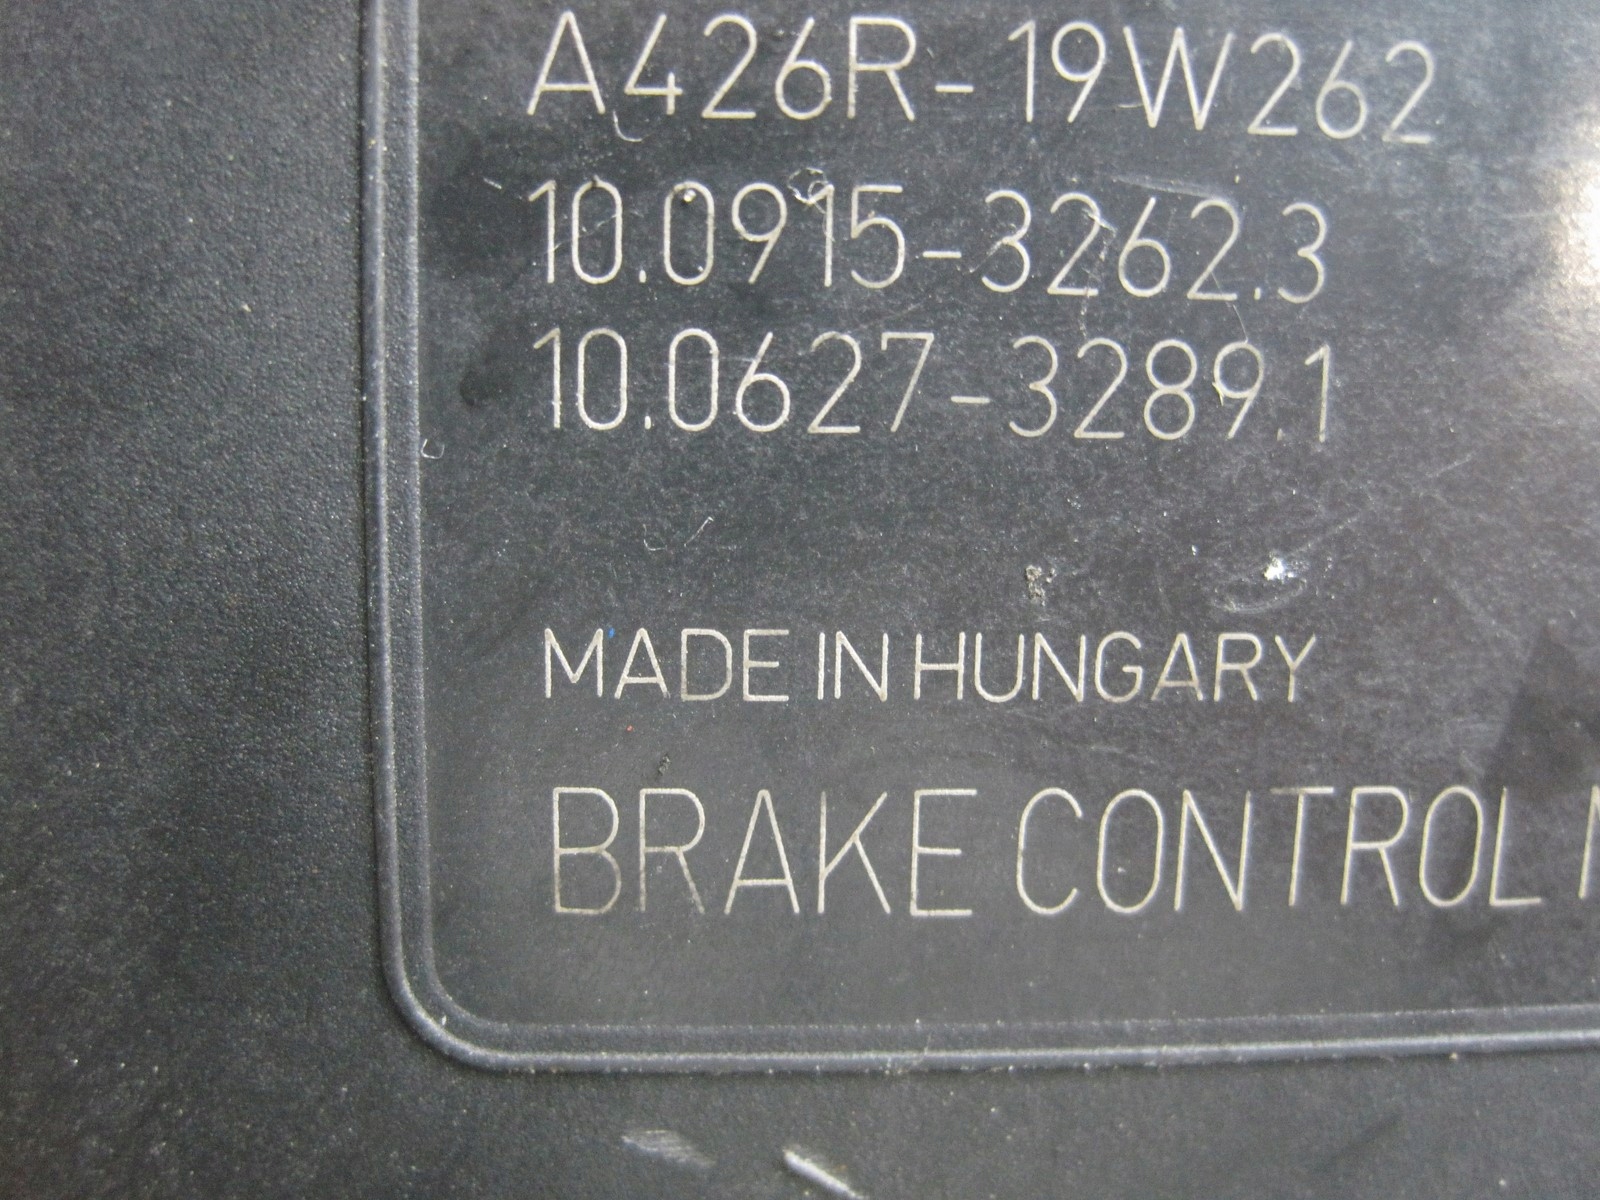 A426R-19W262
10.0915-3262.3
10.0627-3289.1
MADE IN HUNGARY
BRAKE CONTROL